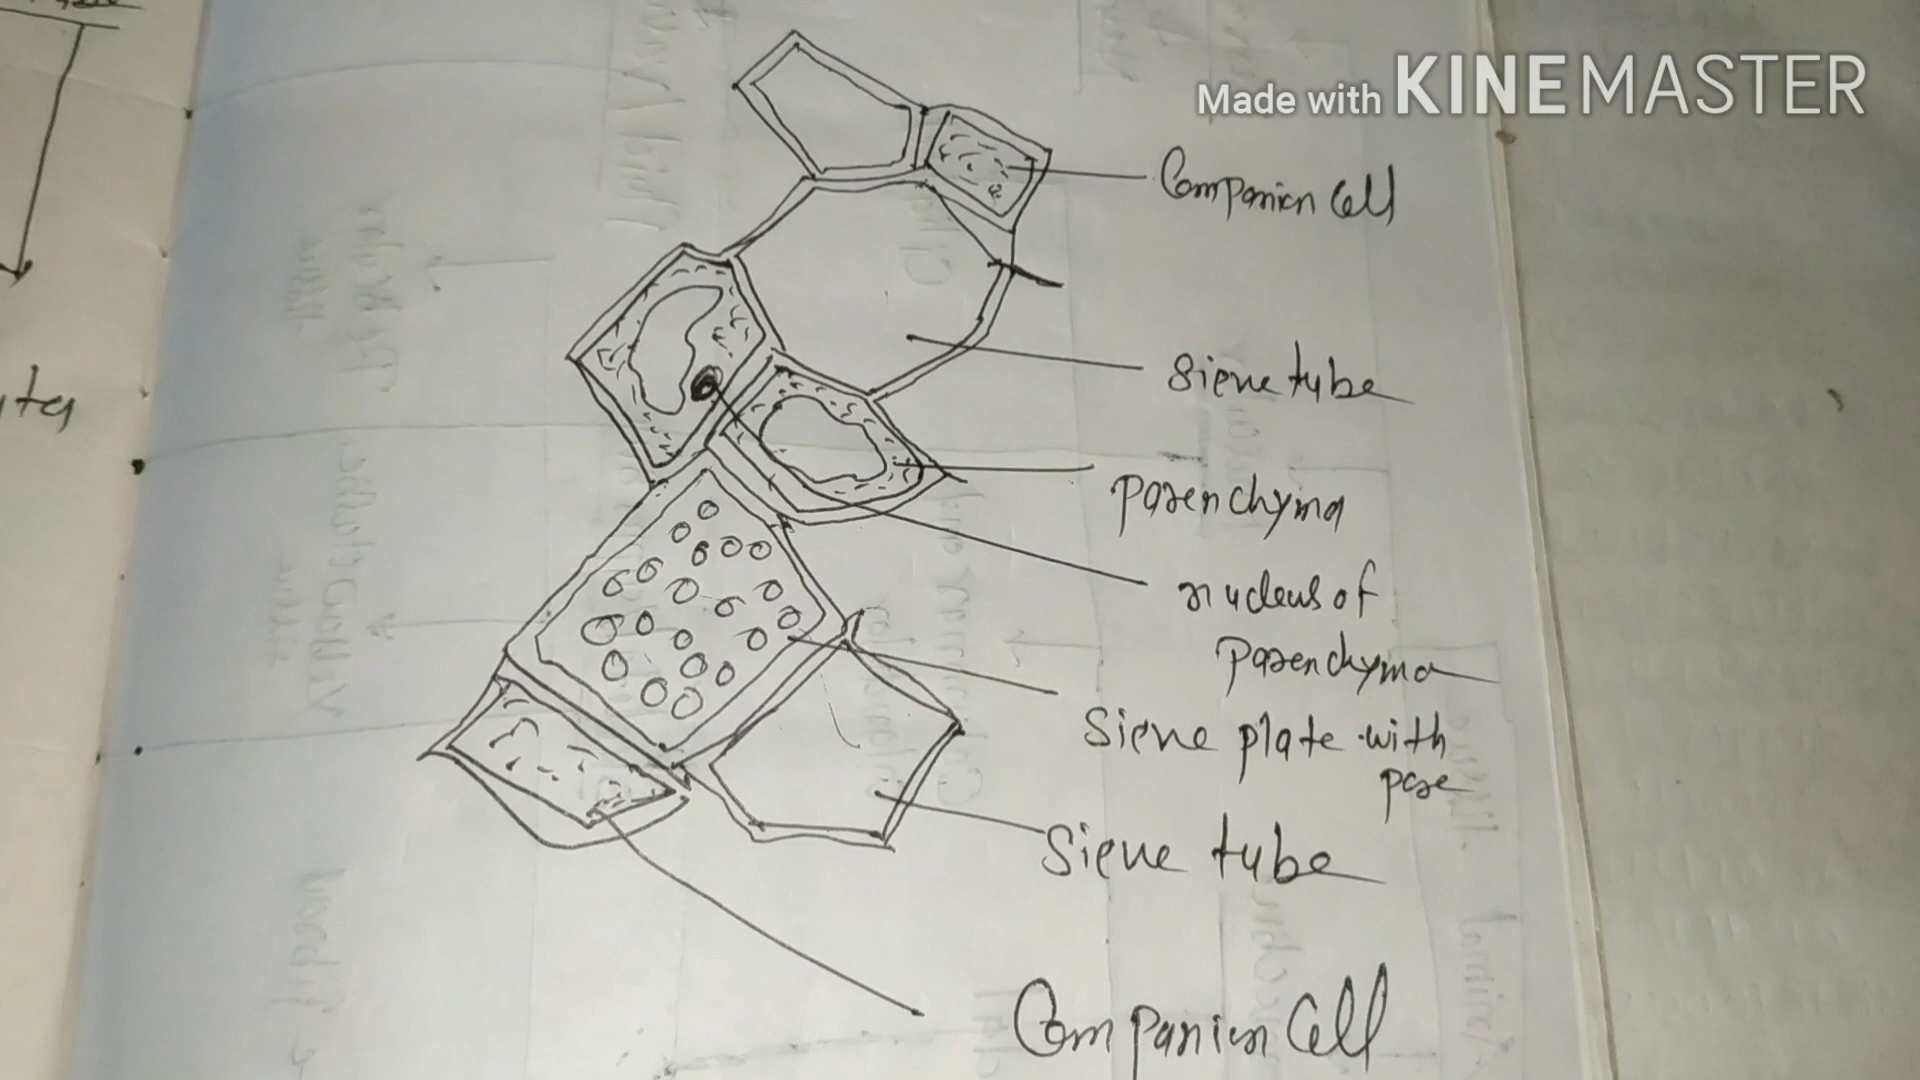 Made with KINEMASTER
Companion Cell
Sieve tube
Parenchyma
nucleus of
Parenchyma
Sieve plate with
pore
Sieve tube
Companion Cell